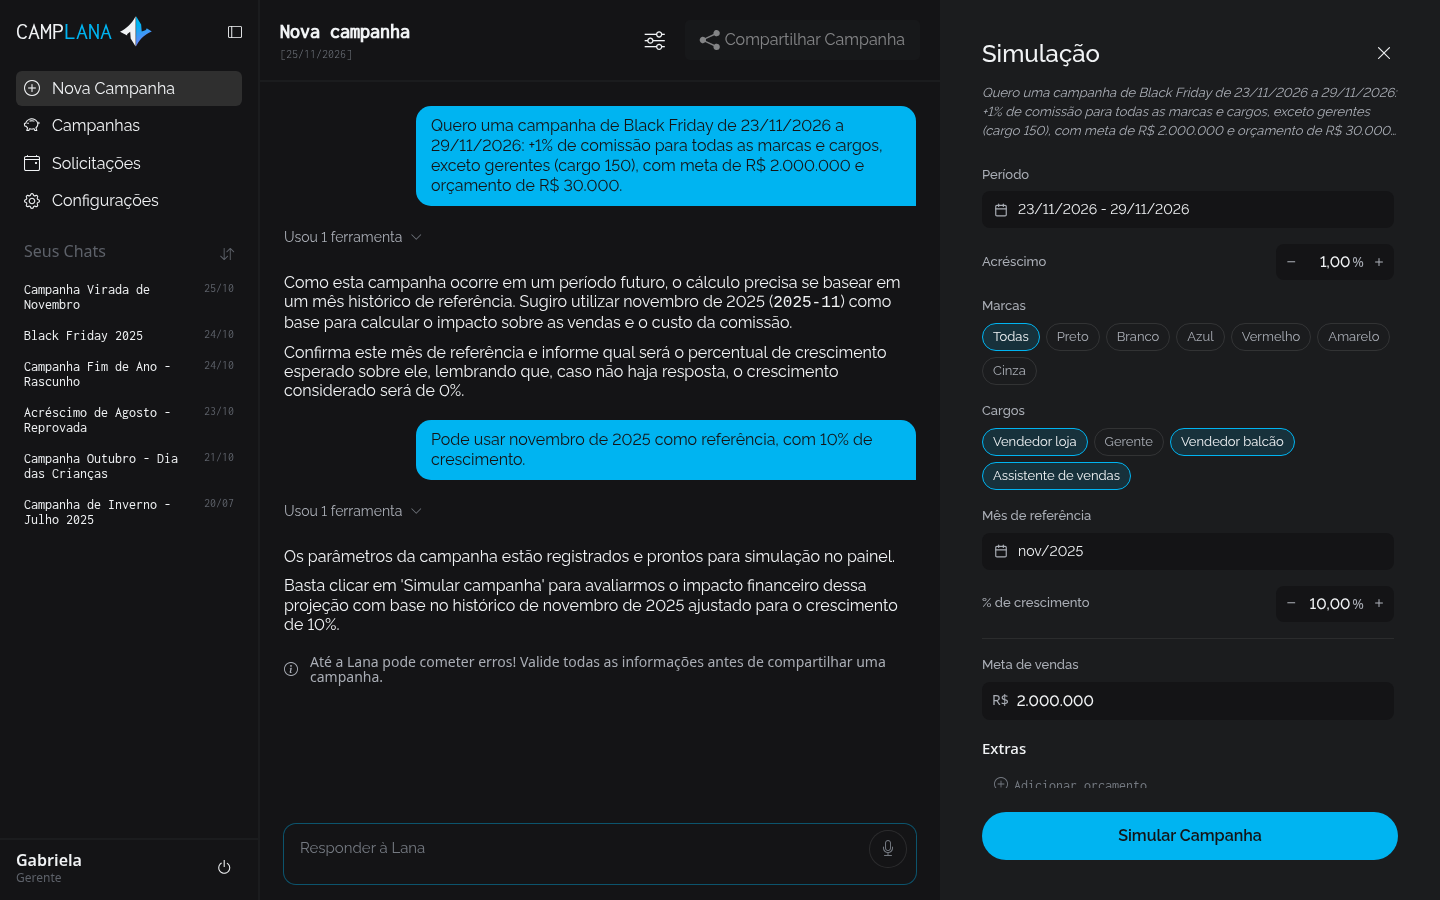 CAMPLANA
Nova Campanha
Campanhas
Solicitações
Configurações
Seus Chats
Campanha Virada de Novembro 25/10
Black Friday 2025 24/10
Campanha Fim de Ano - Rascunho 24/10
Acréscimo de Agosto - Reprovada 23/10
Campanha Outubro - Dia das Crianças 21/10
Campanha de Inverno - Julho 2025 20/07
Gabriela
Gerente
Nova campanha
[25/11/2026]
Compartilhar Campanha
Quero uma campanha de Black Friday de 23/11/2026 a
29/11/2026: +1% de comissão para todas as marcas e cargos,
exceto gerentes (cargo 150), com meta de R$ 2.000.000 e
orçamento de R$ 30.000.
Usou 1 ferramenta
Como esta campanha ocorre em um período futuro, o cálculo precisa se basear em
um mês histórico de referência. Sugiro utilizar novembro de 2025 (2025-11) como
base para calcular o impacto sobre as vendas e o custo da comissão.
Confirma este mês de referência e informe qual será o percentual de crescimento
esperado sobre ele, lembrando que, caso não haja resposta, o crescimento
considerado será de 0%.
Pode usar novembro de 2025 como referência, com 10% de
crescimento.
Usou 1 ferramenta
Os parâmetros da campanha estão registrados e prontos para simulação no painel.
Basta clicar em 'Simular campanha' para avaliarmos o impacto financeiro dessa
projeção com base no histórico de novembro de 2025 ajustado para o crescimento
de 10%.
Até a Lana pode cometer erros! Valide todas as informações antes de compartilhar uma
campanha.
Responder à Lana
Simulação
Quero uma campanha de Black Friday de 23/11/2026 a 29/11/2026:
+1% de comissão para todas as marcas e cargos, exceto gerentes
(cargo 150), com meta de R$ 2.000.000 e orçamento de R$ 30.000...
Período
23/11/2026 - 29/11/2026
Acréscimo
− 1,00 % +
Marcas
Todas Preto Branco Azul Vermelho Amarelo
Cinza
Cargos
Vendedor loja Gerente Vendedor balcão
Assistente de vendas
Mês de referência
nov/2025
% de crescimento
− 10,00 % +
Meta de vendas
R$ 2.000.000
Extras
Adicionar orçamento
Simular Campanha